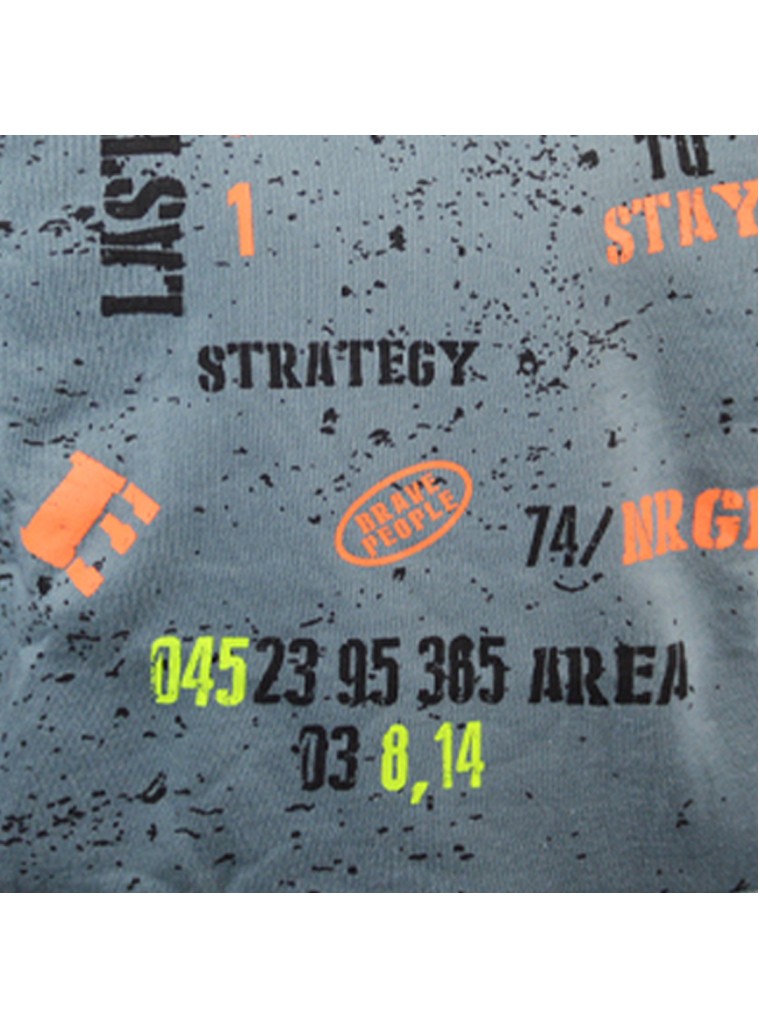 TO
STAY
1
STRATEGY
BRAVE
PEOPLE
74/NRG
04523 95 365 AREA
03 8,14